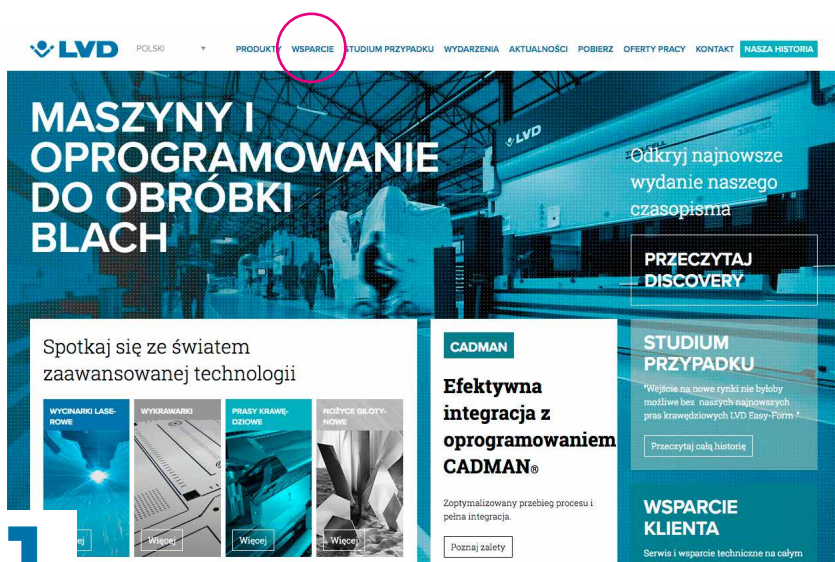 LVD
POLSKI
PRODUKTY WSPARCIE STUDIUM PRZYPADKU WYDARZENIA AKTUALNOŚCI POBIERZ OFERTY PRACY KONTAKT NASZA HISTORIA
MASZYNY I
OPROGRAMOWANIE
DO OBRÓBKI
BLACH
LVD
135/30
Odkryj najnowsze
wydanie naszego
czasopisma
PRZECZYTAJ
DISCOVERY
Spotkaj się ze światem
zaawansowanej technologii
WYCINARKI LASE-
ROWE
WYKRAWARKI
PRASY KRAWĘ-
DZIOWE
NOŻYCE GILOTY-
NOWE
Więcej
Więcej
Więcej
CADMAN
Efektywna
integracja z
oprogramowaniem
CADMAN®
Zoptymalizowany przebieg procesu i
pełna integracja.
Poznaj zalety
STUDIUM
PRZYPADKU
"Wejście na nowe rynki nie byłoby
możliwe bez naszych najnowszych
pras krawędziowych LVD Easy-Form."
Przeczytaj całą historię
WSPARCIE
KLIENTA
Serwis i wsparcie techniczne na całym
1